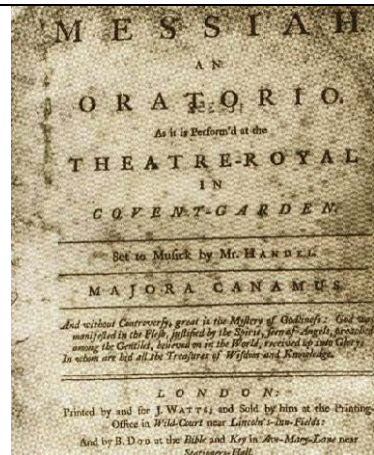 MESSIAH.
AN
ORATORIO.
As it is Perform'd at the
THEATRE-ROYAL
IN
COVENT-GARDEN.
Set to Musick by Mr. HANDEL.
MAJORA CANAMUS.
And without Controversy, great is the Mystery of Godliness: God was
manifested in the Flesh, justified by the Spirit, seen of Angels, preached
among the Gentiles, believed on in the World, received up into Glory;
In whom are hid all the Treasures of Wisdom and Knowledge.
LONDON:
Printed by and for J. WATTS; and Sold by him at the Printing-
Office in Wild-Court near Lincoln's-Inn-Fields:
And by B. DOD at the Bible and Key in Ave-Mary-Lane near
Stationers-Hall.